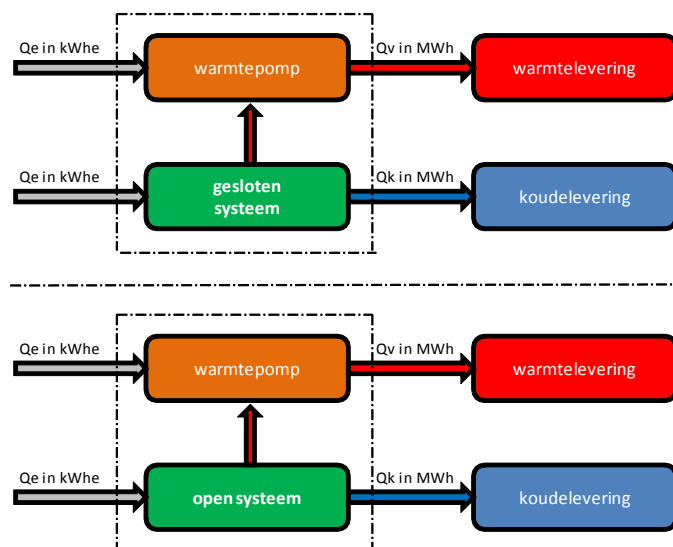 Qe in kWhe
warmtepomp
Qv in MWh
warmtelevering
Qe in kWhe
gesloten
systeem
Qk in MWh
koudelevering
Qe in kWhe
warmtepomp
Qv in MWh
warmtelevering
Qe in kWhe
open systeem
Qk in MWh
koudelevering